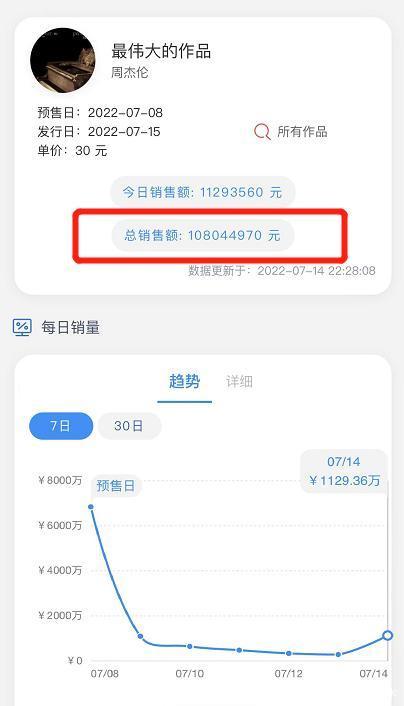 最伟大的作品
周杰伦
预售日：2022-07-08
发行日：2022-07-15
所有作品
单价：30 元
今日销售额: 11293560 元
总销售额: 108044970 元
数据更新于：2022-07-14 22:28:08
每日销量
趋势 详细
7日 30日
07/14
￥1129.36万
￥8000万
预售日
￥6000万
￥4000万
￥2000万
￥0
07/08 07/10 07/12 07/14